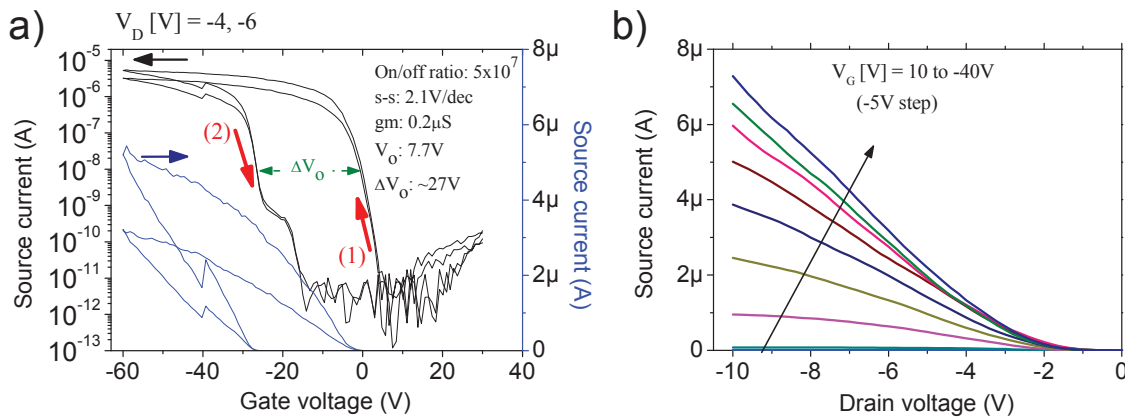 a)
V_D [V] = -4, -6
10^-5
10^-6
10^-7
10^-8
10^-9
10^-10
10^-11
10^-12
10^-13
Source current (A)
On/off ratio: 5x10^7
s-s: 2.1V/dec
gm: 0.2μS
V_o: 7.7V
ΔV_o: ~27V
(2)
ΔV_o
(1)
8μ
6μ
4μ
2μ
0
Source current (A)
-60 -40 -20 0 20 40
Gate voltage (V)
b)
8μ
6μ
4μ
2μ
0
Source current (A)
V_G [V] = 10 to -40V
(-5V step)
-10 -8 -6 -4 -2 0
Drain voltage (V)